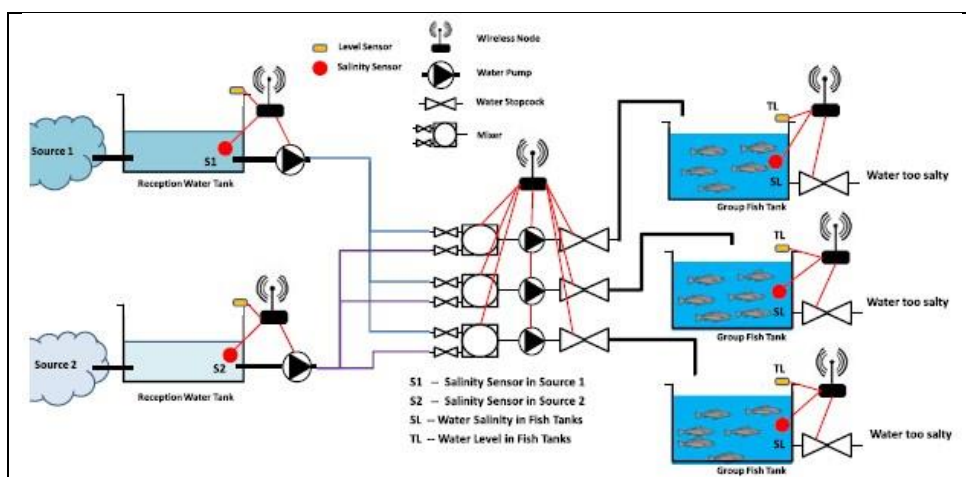 Level Sensor
Salinity Sensor
Wireless Node
Water Pump
Water Stopcock
Mixer
Source 1
S1
Reception Water Tank
Source 2
S2
Reception Water Tank
TL
SL
Water too salty
Group Fish Tank
TL
SL
Water too salty
Group Fish Tank
TL
SL
Water too salty
Group Fish Tank
S1 -- Salinity Sensor in Source 1
S2 -- Salinity Sensor in Source 2
SL -- Water Salinity in Fish Tanks
TL -- Water Level in Fish Tanks